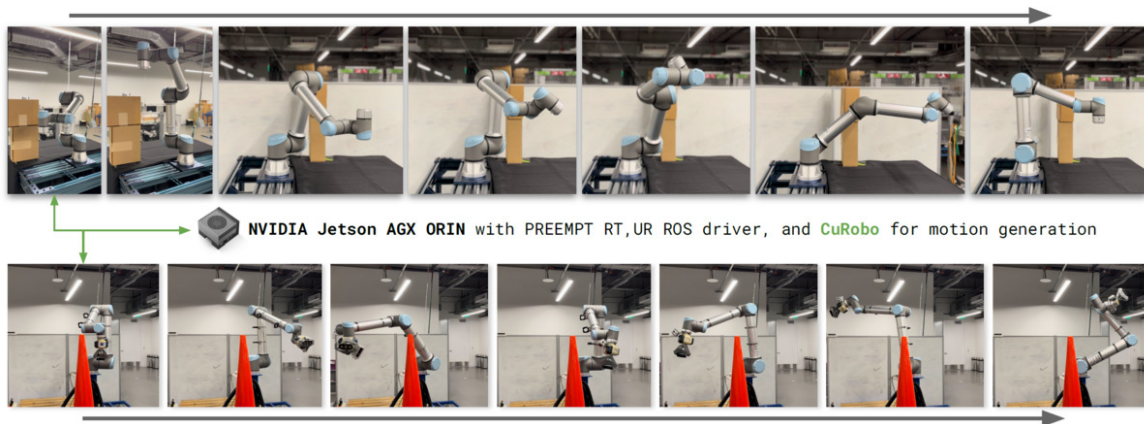 NVIDIA Jetson AGX ORIN with PREEMPT RT,UR ROS driver, and CuRobo for motion generation